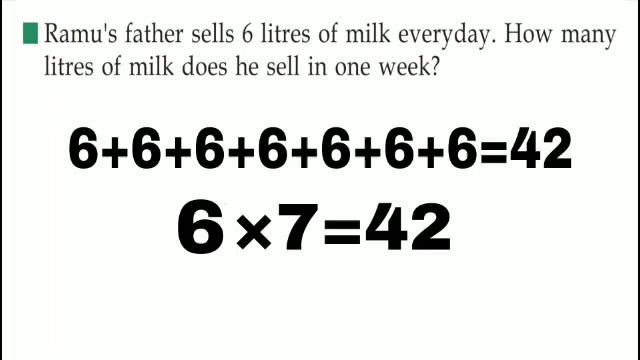 Ramu's father sells 6 litres of milk everyday. How many
litres of milk does he sell in one week?
6+6+6+6+6+6+6=42
6×7=42